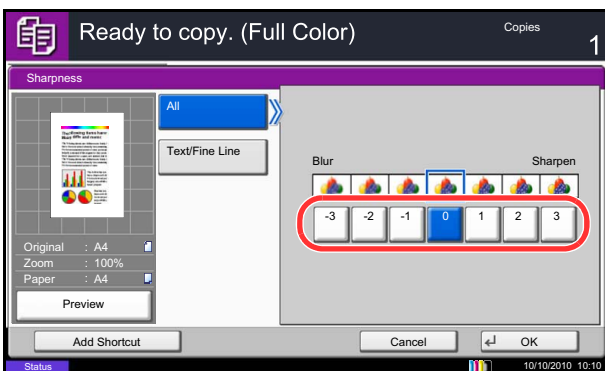 Ready to copy. (Full Color)
Copies
1
Sharpness
All
Text/Fine Line
Blur
Sharpen
-3 -2 -1 0 1 2 3
Original : A4
Zoom : 100%
Paper : A4
Preview
Add Shortcut
Cancel
OK
Status
10/10/2010 10:10